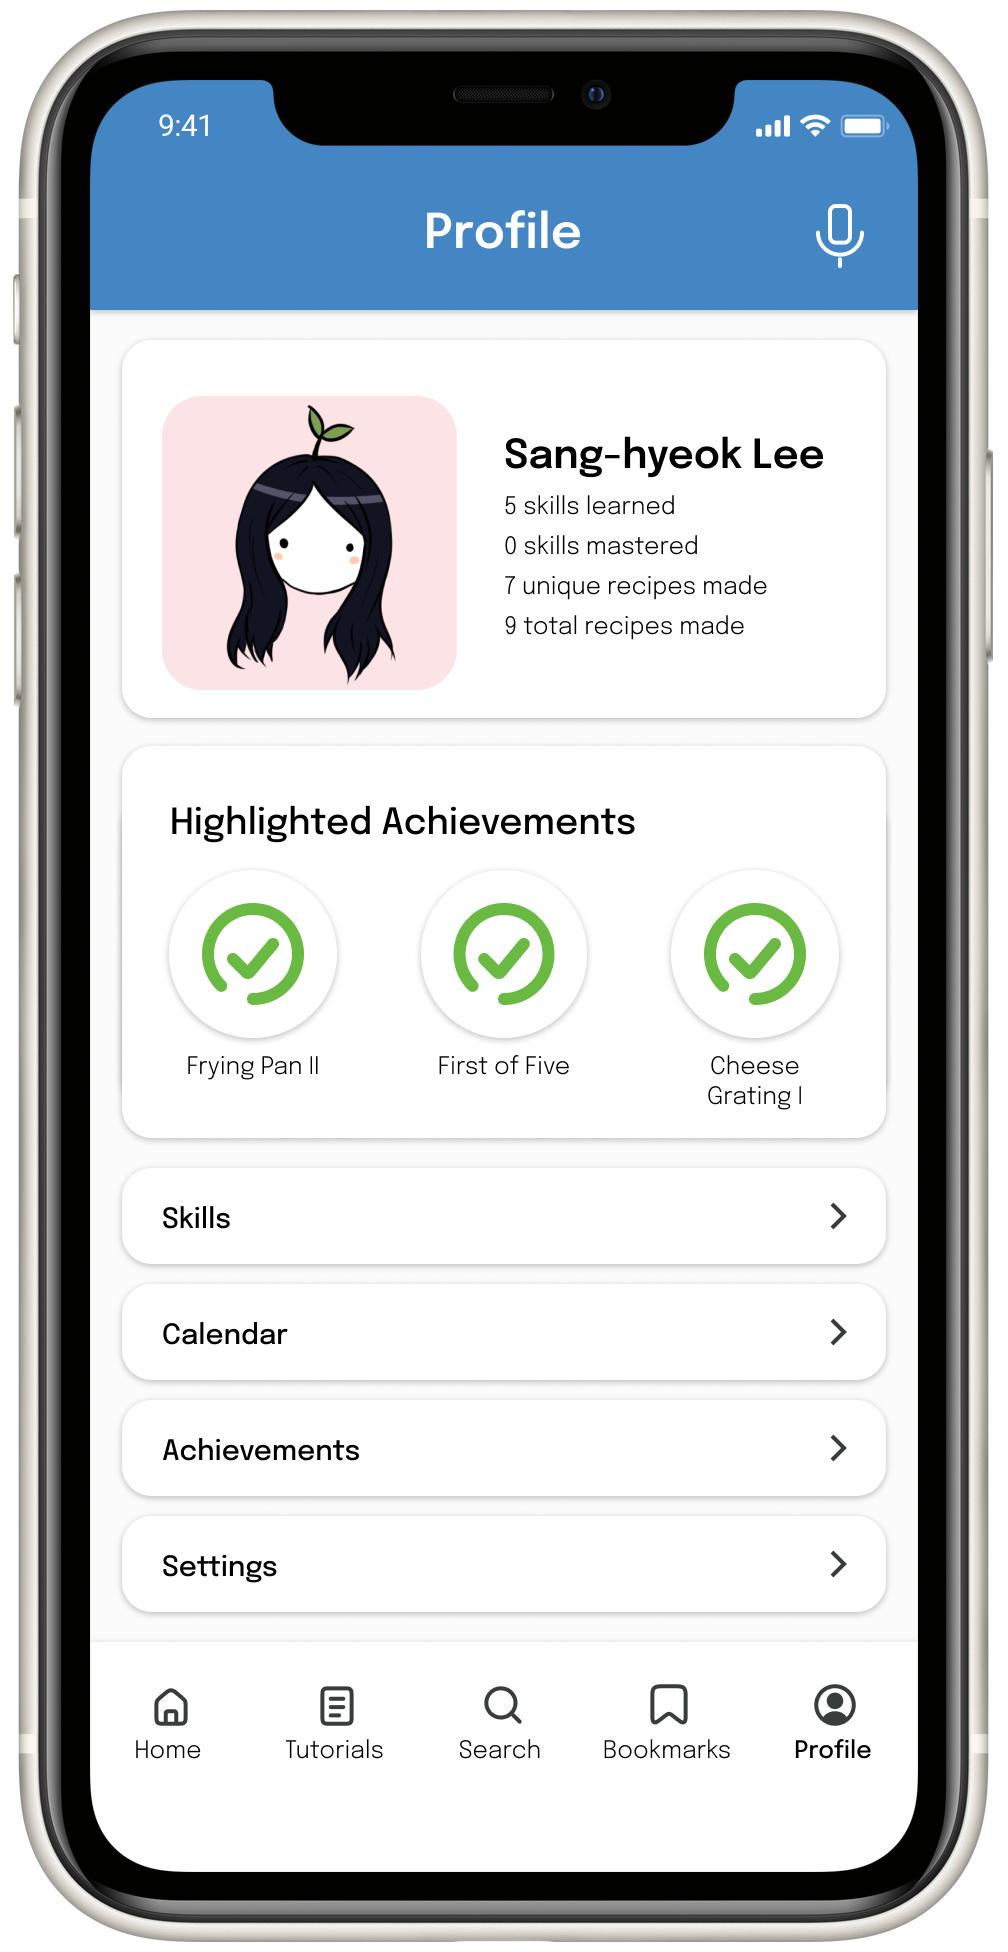 9:41
Profile
Sang-hyeok Lee
5 skills learned
0 skills mastered
7 unique recipes made
9 total recipes made
Highlighted Achievements
Frying Pan II
First of Five
Cheese
Grating I
Skills
Calendar
Achievements
Settings
Home
Tutorials
Search
Bookmarks
Profile